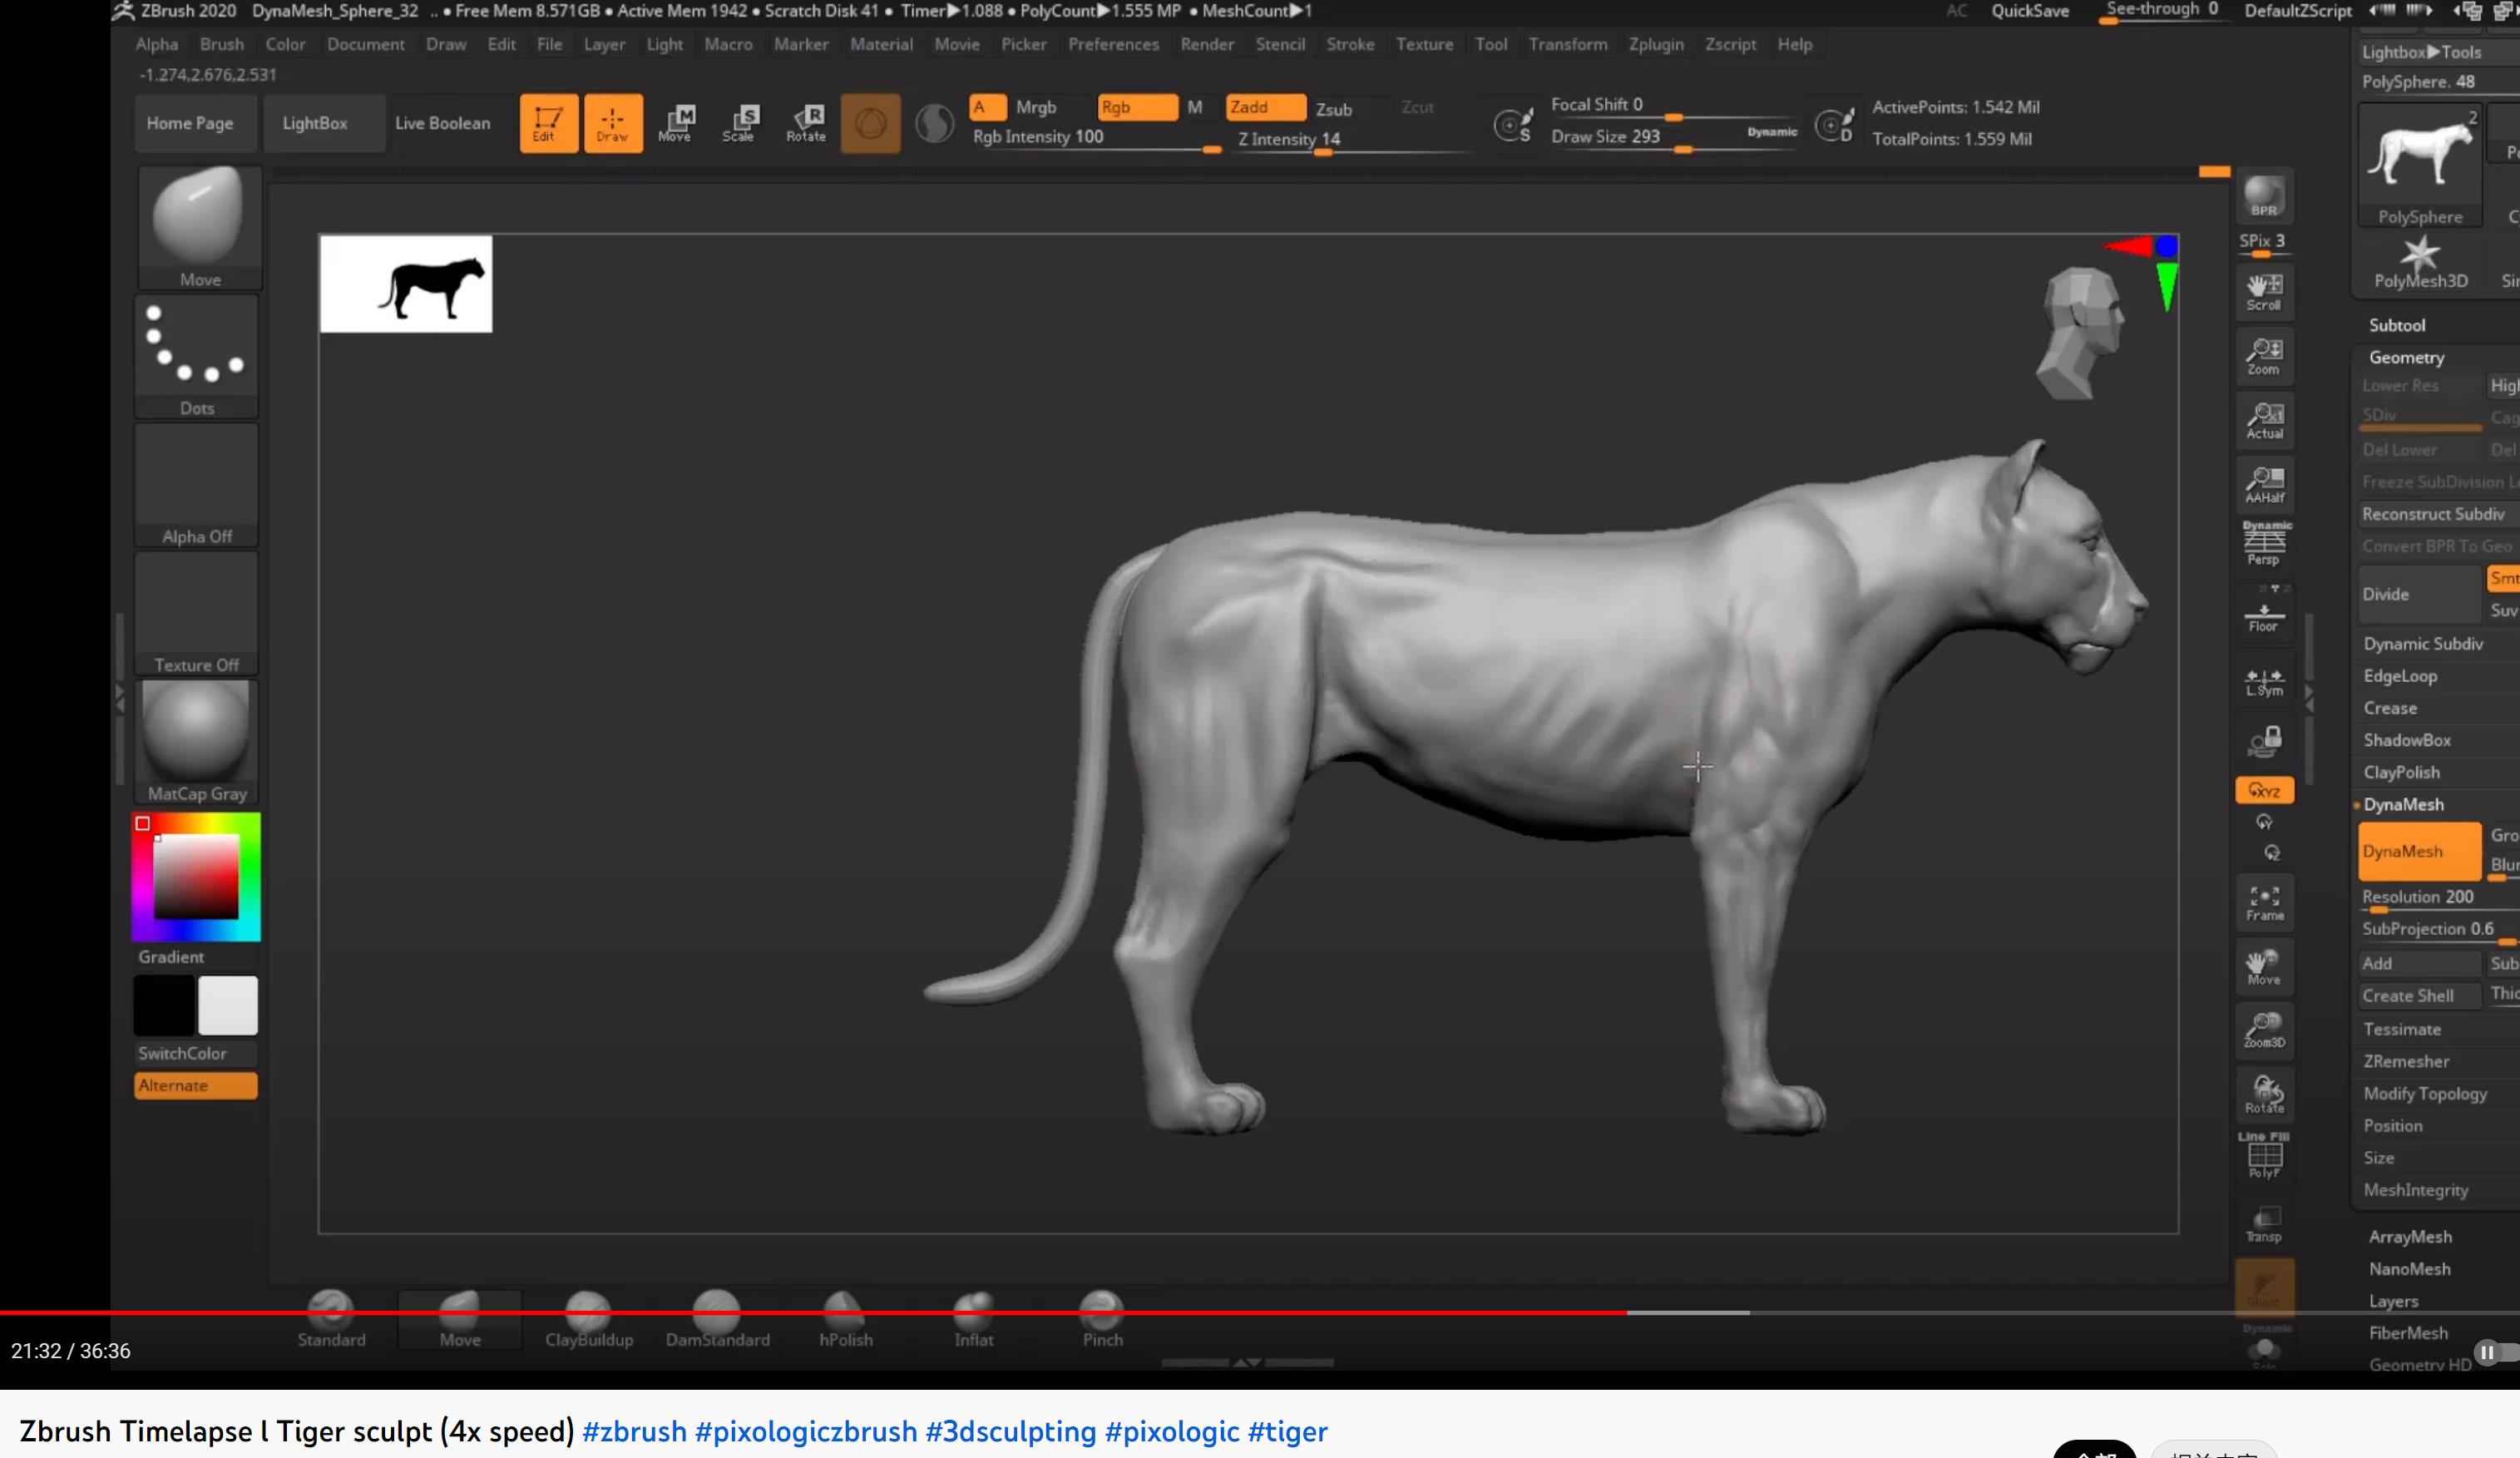 ZBrush 2020 DynaMesh_Sphere_32 .. • Free Mem 8.571GB • Active Mem 1942 • Scratch Disk 41 • Timer▶1.088 • PolyCount▶1.555 MP • MeshCount▶1 AC QuickSave See-through 0 DefaultZScript
Alpha Brush Color Document Draw Edit File Layer Light Macro Marker Material Movie Picker Preferences Render Stencil Stroke Texture Tool Transform Zplugin Zscript Help
-1.274,2.676,2.531
Home Page LightBox Live Boolean Edit Draw Move Scale Rotate
A Mrgb Rgb M Zadd Zsub Zcut
Rgb Intensity 100 Z Intensity 14
Focal Shift 0
Draw Size 293 Dynamic
ActivePoints: 1.542 Mil
TotalPoints: 1.559 Mil
Move
Dots
Alpha Off
Texture Off
MatCap Gray
Gradient
SwitchColor
Alternate
BPR
SPix 3
Scroll
Zoom
Actual
AAHalf
Dynamic
Persp
Floor
L.Sym
XYZ
Frame
Move
Zoom3D
Rotate
Line Fill
PolyF
Transp
Ghost
Dynamic
Solo
Lightbox▶Tools
PolySphere. 48
2
PolySphere
PolyMesh3D
Subtool
Geometry
Lower Res
SDiv
Del Lower Del
Freeze SubDivision
Reconstruct Subdiv
Convert BPR To Geo
Divide Smt
Suv
Dynamic Subdiv
EdgeLoop
Crease
ShadowBox
ClayPolish
DynaMesh
DynaMesh
Resolution 200
SubProjection 0.6
Add Sub
Create Shell
Tessimate
ZRemesher
Modify Topology
Position
Size
MeshIntegrity
ArrayMesh
NanoMesh
Layers
FiberMesh
Geometry HD
Standard Move ClayBuildup DamStandard hPolish Inflat Pinch
21:32 / 36:36
Zbrush Timelapse l Tiger sculpt (4x speed) #zbrush #pixologiczbrush #3dsculpting #pixologic #tiger